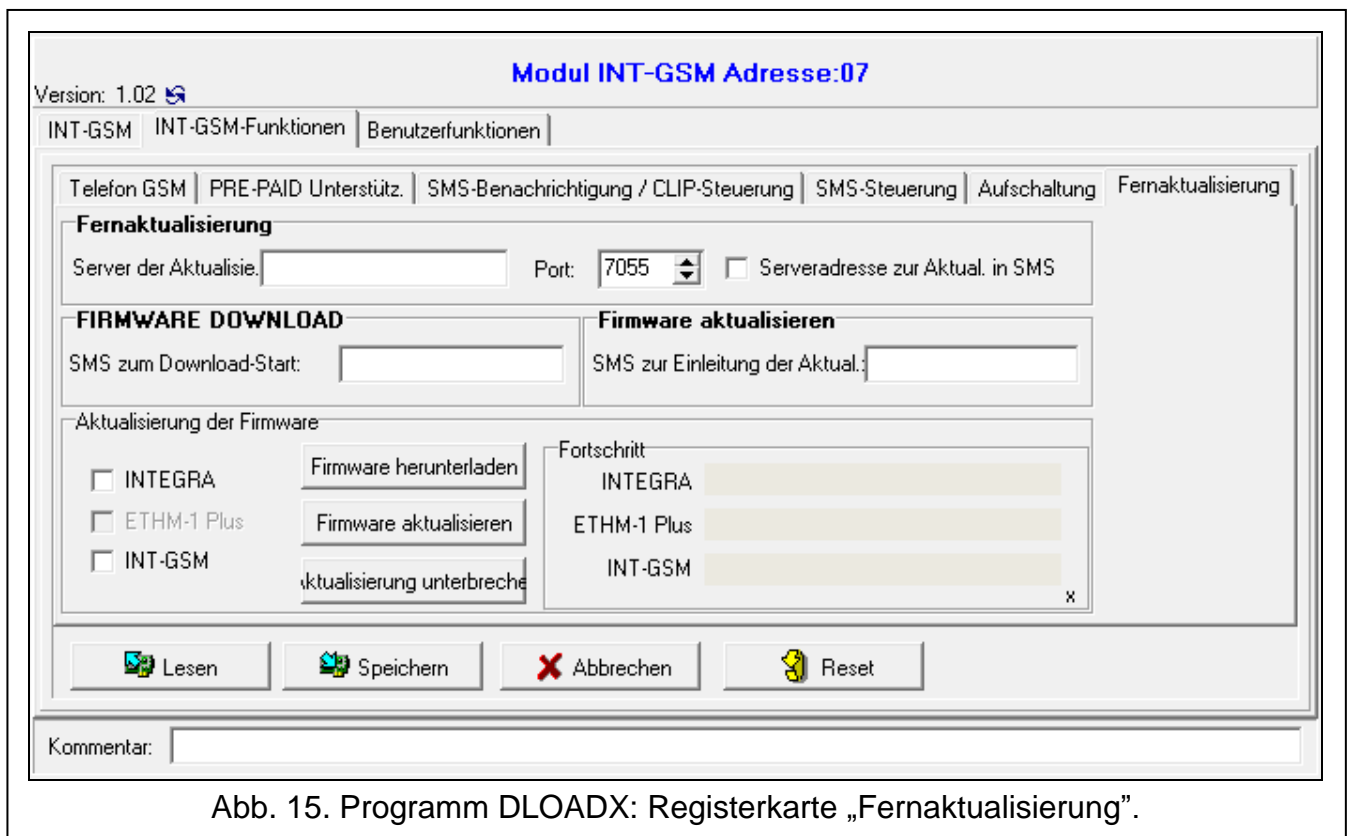 Modul INT-GSM Adresse:07
Version: 1.02
INT-GSM INT-GSM-Funktionen Benutzerfunktionen
Telefon GSM PRE-PAID Unterstütz. SMS-Benachrichtigung / CLIP-Steuerung SMS-Steuerung Aufschaltung Fernaktualisierung
Fernaktualisierung
Server der Aktualisie. Port: 7055 Serveradresse zur Aktual. in SMS
FIRMWARE DOWNLOAD Firmware aktualisieren
SMS zum Download-Start: SMS zur Einleitung der Aktual.:
Aktualisierung der Firmware
Fortschritt
INTEGRA Firmware herunterladen INTEGRA
ETHM-1 Plus Firmware aktualisieren ETHM-1 Plus
INT-GSM ktualisierung unterbreche INT-GSM
x
Lesen Speichern Abbrechen Reset
Kommentar:
Abb. 15. Programm DLOADX: Registerkarte „Fernaktualisierung”.